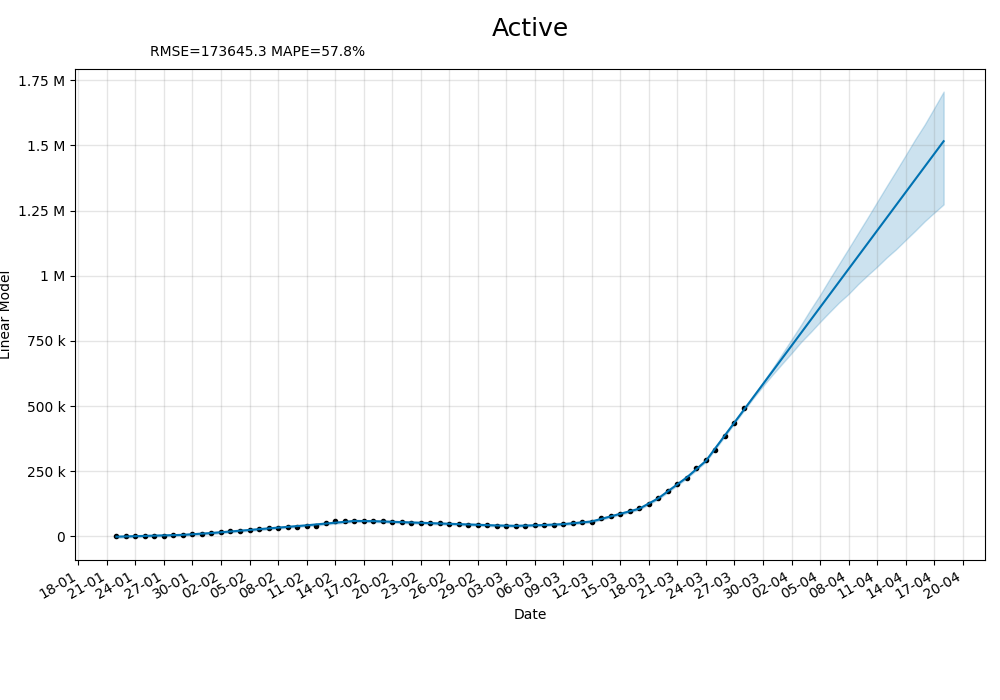 Active
RMSE=173645.3 MAPE=57.8%
1.75 M
1.5 M
1.25 M
1 M
750 k
500 k
250 k
0
Linear Model
18-01 21-01 24-01 27-01 30-01 02-02 05-02 08-02 11-02 14-02 17-02 20-02 23-02 26-02 29-02 03-03 06-03 09-03 12-03 15-03 18-03 21-03 24-03 27-03 30-03 02-04 05-04 08-04 11-04 14-04 17-04 20-04
Date